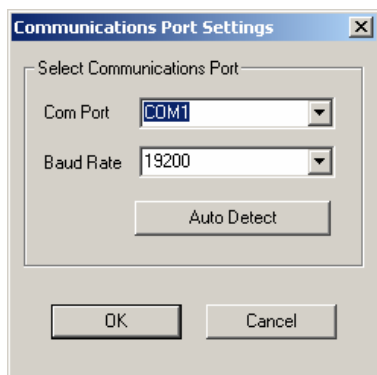 Communications Port Settings
Select Communications Port
Com Port COM1
Baud Rate 19200
Auto Detect
OK Cancel